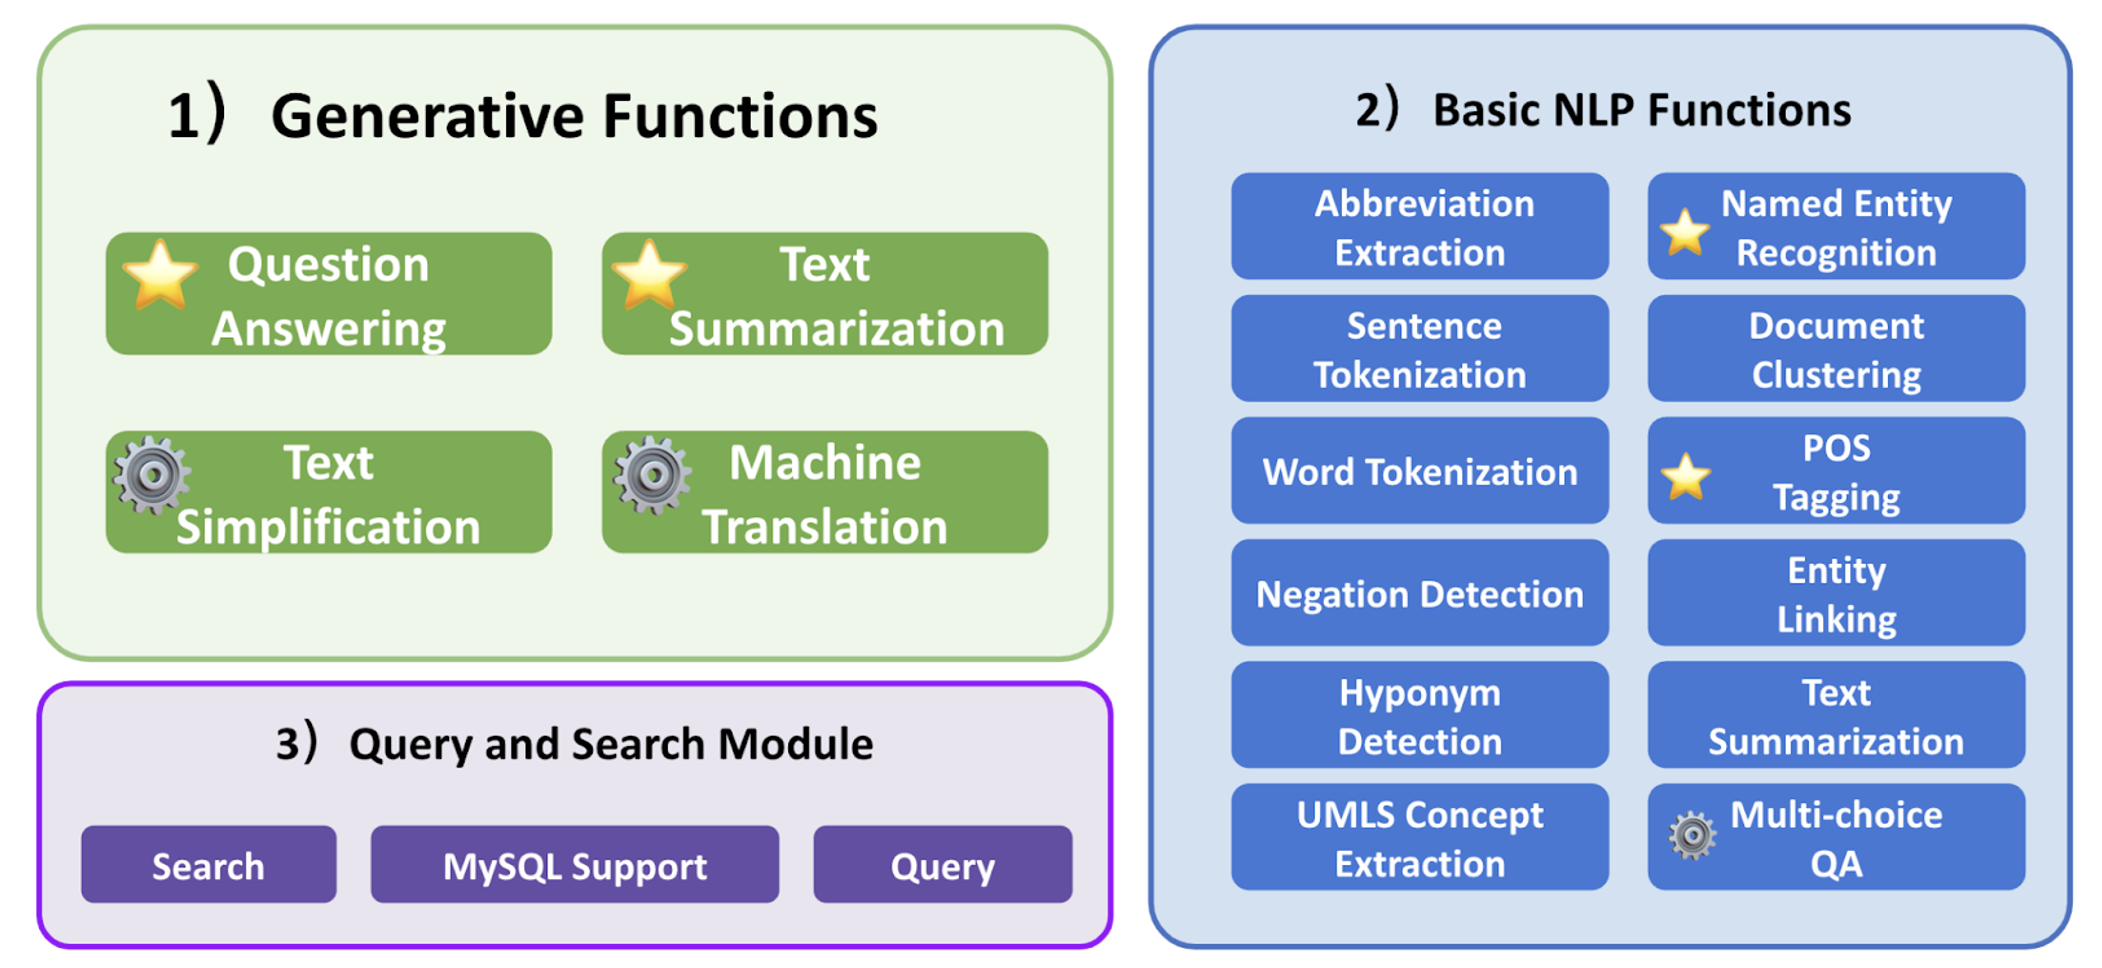 1) Generative Functions
Question
Answering
Text
Summarization
Text
Simplification
Machine
Translation
2) Basic NLP Functions
Abbreviation
Extraction
Named Entity
Recognition
Sentence
Tokenization
Document
Clustering
Word Tokenization
POS
Tagging
Negation Detection
Entity
Linking
Hyponym
Detection
Text
Summarization
UMLS Concept
Extraction
Multi-choice
QA
3) Query and Search Module
Search
MySQL Support
Query